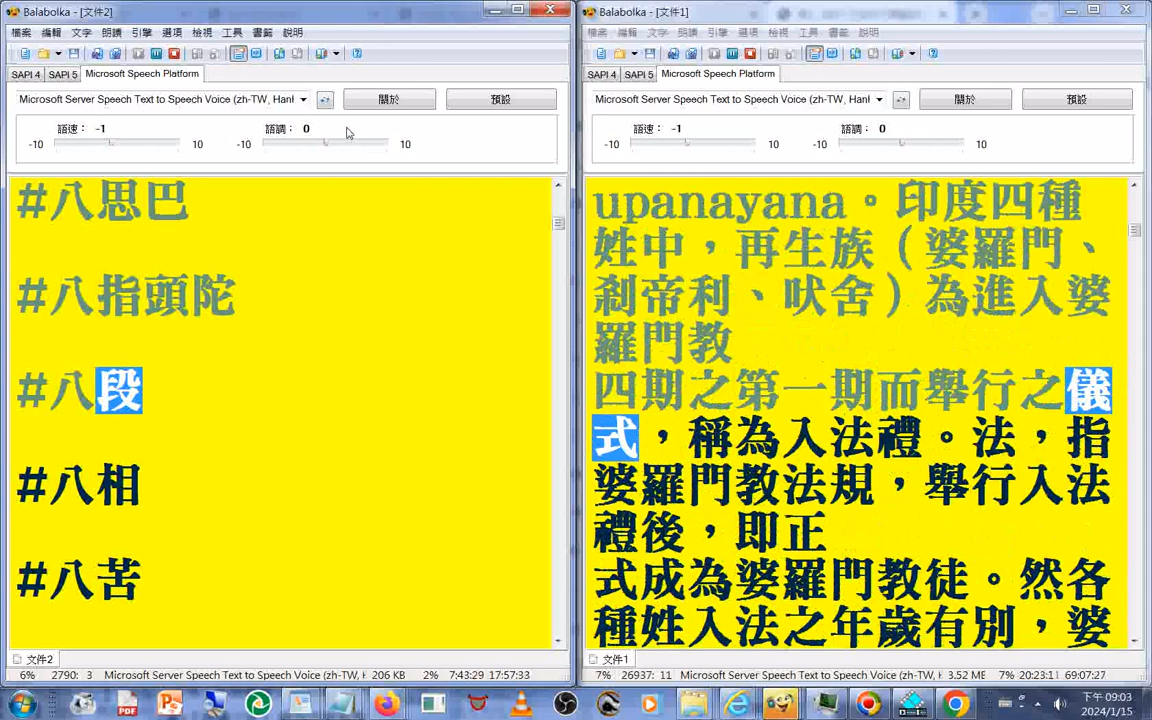 Balabolka - [文件2]
檔案 編輯 文字 朗讀 引擎 選項 檢視 工具 書籤 說明
SAPI 4 SAPI 5 Microsoft Speech Platform
Microsoft Server Speech Text to Speech Voice (zh-TW, Hanl
關於 預設
語速： -1 語調： 0
-10 10 -10 10
#八思巴
#八指頭陀
#八段
#八相
#八苦
文件2
6% 2790: 3 Microsoft Server Speech Text to Speech Voice (zh-TW, 206 KB 2% 7:43:29 17:57:33
Balabolka - [文件1]
檔案 編輯 文字 朗讀 引擎 選項 檢視 工具 書籤 說明
SAPI 4 SAPI 5 Microsoft Speech Platform
Microsoft Server Speech Text to Speech Voice (zh-TW, Hanl
關於 預設
語速： -1 語調： 0
-10 10 -10 10
upanayana。印度四種
姓中，再生族（婆羅門、
剎帝利、吠舍）為進入婆
羅門教
四期之第一期而舉行之儀
式，稱為入法禮。法，指
婆羅門教法規，舉行入法
禮後，即正
式成為婆羅門教徒。然各
種姓入法之年歲有別，婆
文件1
7% 26937: 11 Microsoft Server Speech Text to Speech Voice (zh-TW, 3.52 ME 7% 20:23:11 69:07:27
下午 09:03
2024/1/15